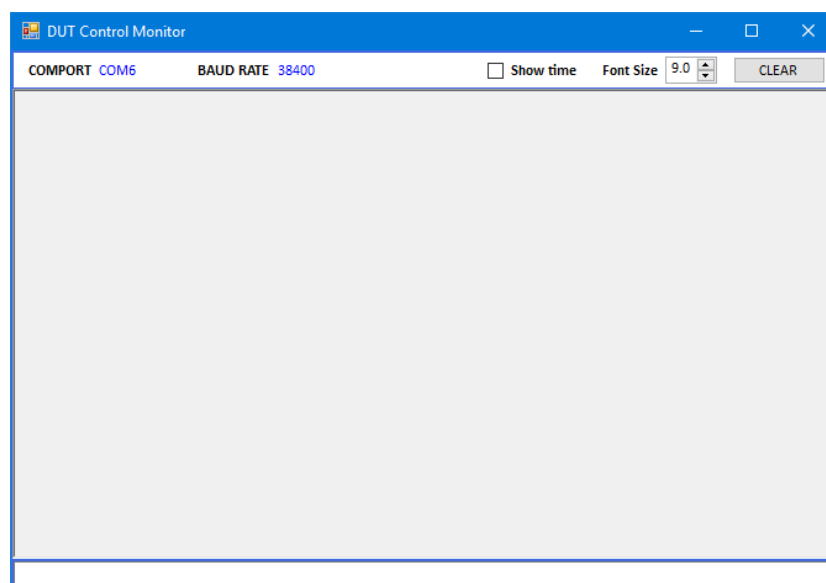 DUT Control Monitor
COMPORT COM6 BAUD RATE 38400 Show time Font Size 9.0 CLEAR